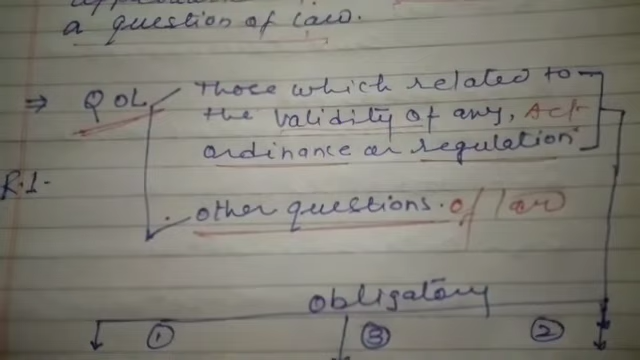 a question of law.
⇒ QOL Those which related to
the validity of any, Act
ordinance or regulation
R.1-
other questions. of law
Obligatory
① ③ ②